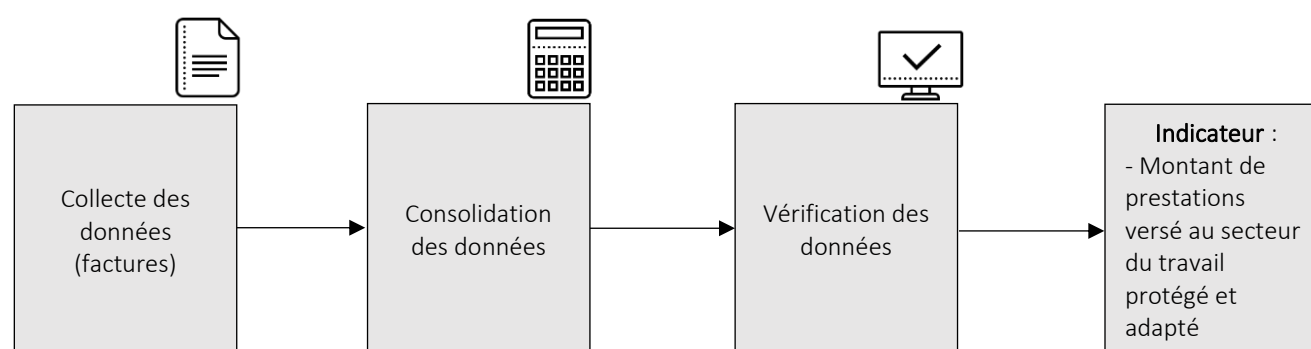 Collecte des
données
(factures)
Consolidation
des données
Vérification des
données
Indicateur :
- Montant de
prestations
versé au secteur
du travail
protégé et
adapté